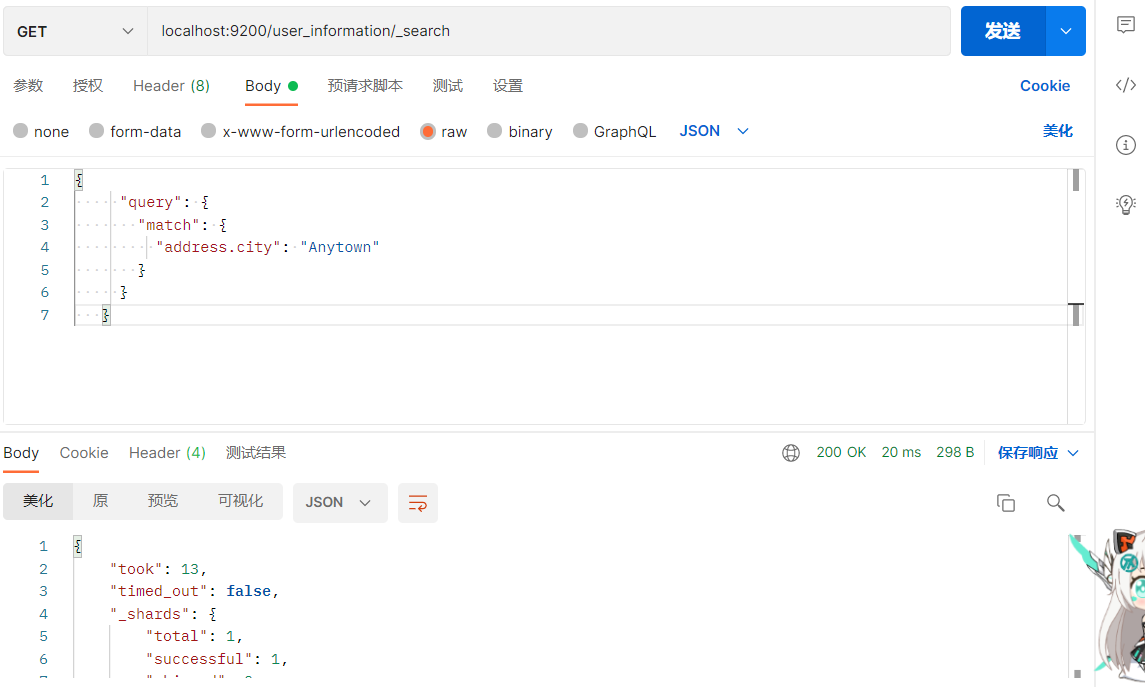 GET localhost:9200/user_information/_search 发送
参数 授权 Header (8) Body 预请求脚本 测试 设置 Cookie
none form-data x-www-form-urlencoded raw binary GraphQL JSON 美化
1 {
2 "query": {
3 "match": {
4 "address.city": "Anytown"
5 }
6 }
7 }
Body Cookie Header (4) 测试结果 200 OK 20 ms 298 B 保存响应
美化 原 预览 可视化 JSON
1 {
2 "took": 13,
3 "timed_out": false,
4 "_shards": {
5 "total": 1,
6 "successful": 1,